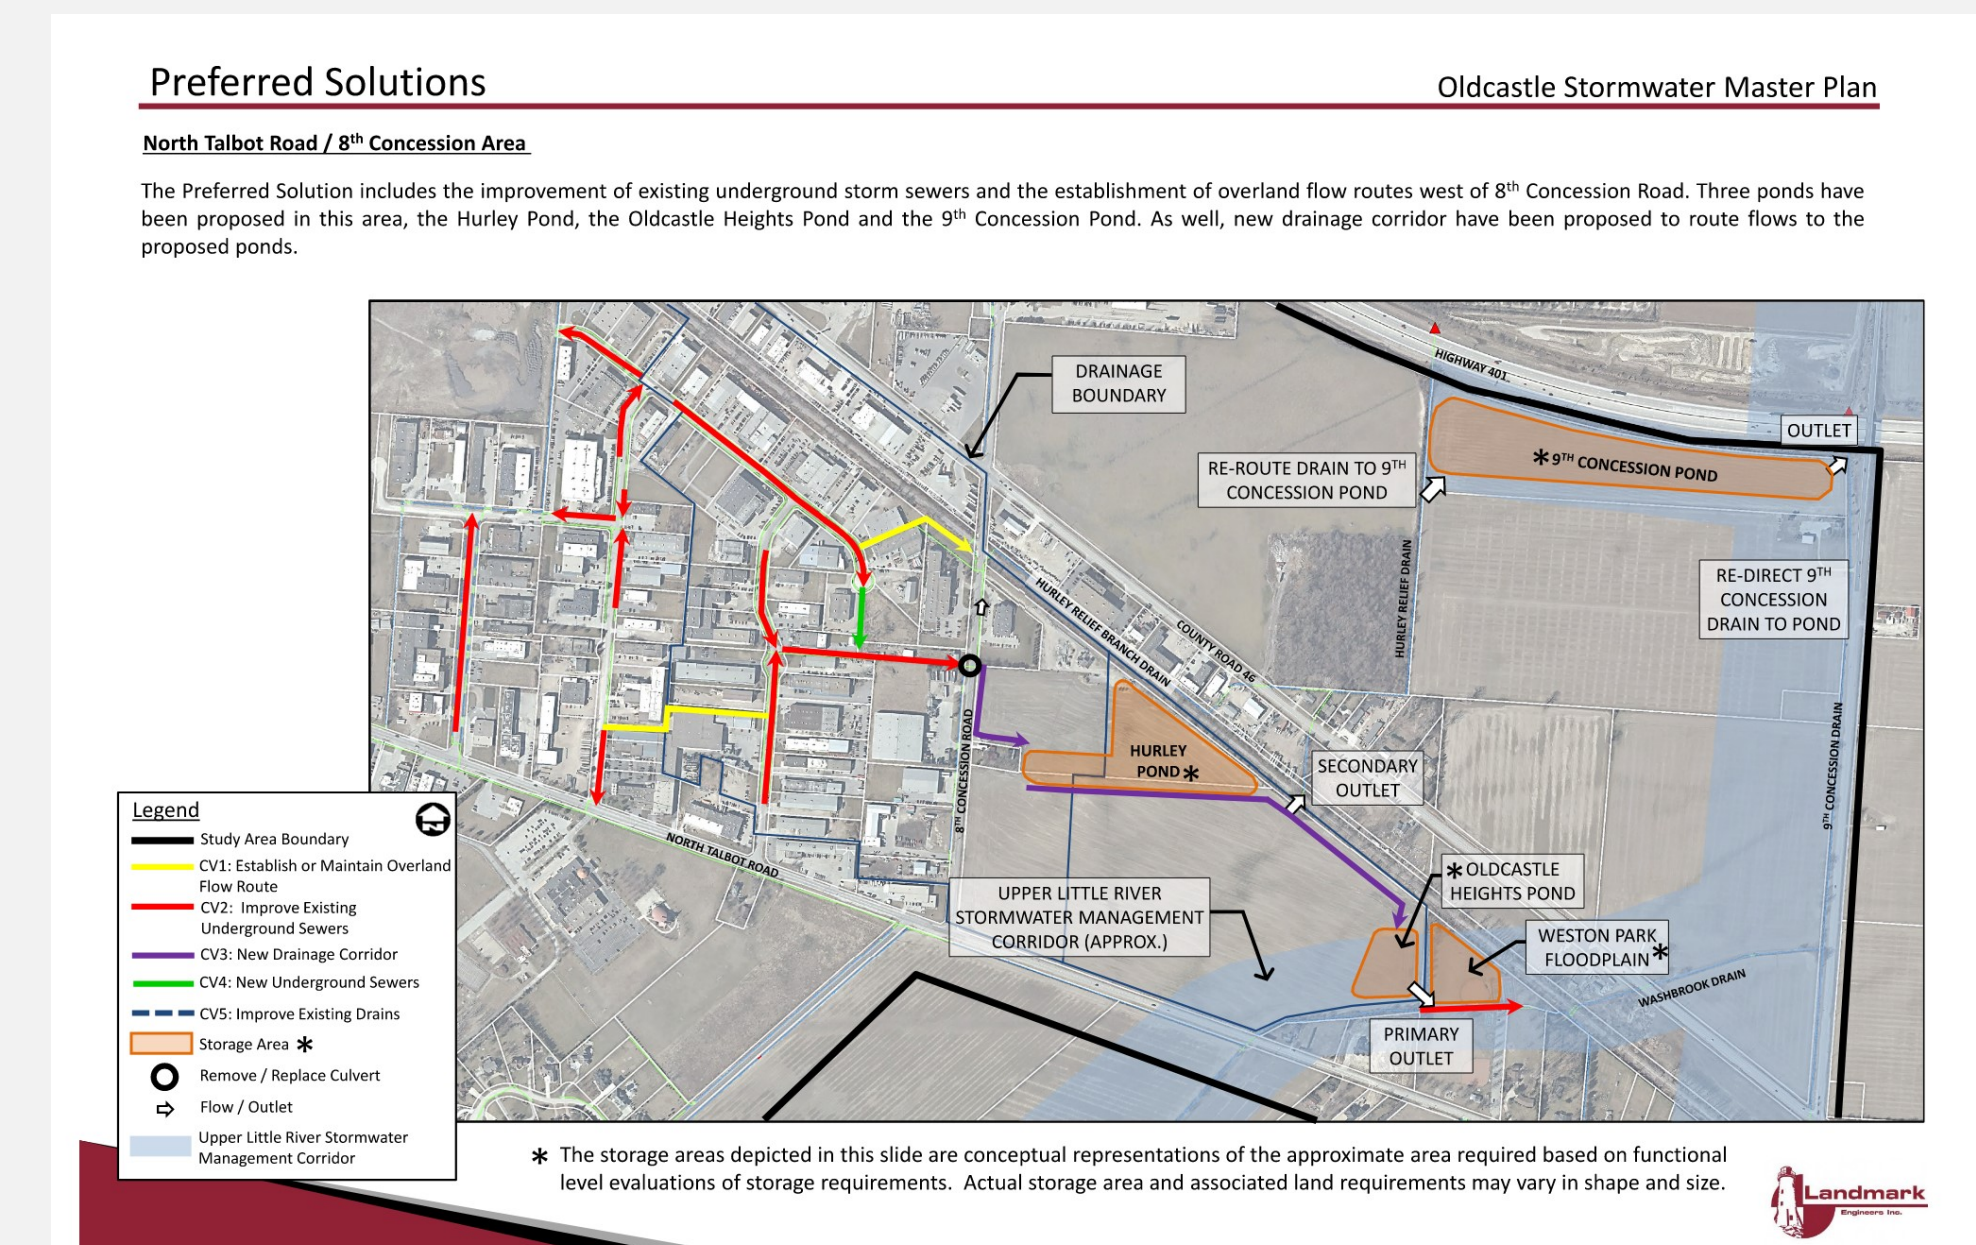 Preferred Solutions
Oldcastle Stormwater Master Plan
North Talbot Road / 8th Concession Area
The Preferred Solution includes the improvement of existing underground storm sewers and the establishment of overland flow routes west of 8th Concession Road. Three ponds have
been proposed in this area, the Hurley Pond, the Oldcastle Heights Pond and the 9th Concession Pond. As well, new drainage corridor have been proposed to route flows to the
proposed ponds.
DRAINAGE
BOUNDARY
HIGHWAY 401
OUTLET
RE-ROUTE DRAIN TO 9TH
CONCESSION POND
*9TH CONCESSION POND
RE-DIRECT 9TH
CONCESSION
DRAIN TO POND
HURLEY RELIEF DRAIN
HURLEY RELIEF BRANCH DRAIN
COUNTY ROAD 46
8TH CONCESSION ROAD
HURLEY
POND*
SECONDARY
OUTLET
9TH CONCESSION DRAIN
NORTH TALBOT ROAD
*OLDCASTLE
HEIGHTS POND
UPPER LITTLE RIVER
STORMWATER MANAGEMENT
CORRIDOR (APPROX.)
WESTON PARK
FLOODPLAIN*
WASHBROOK DRAIN
PRIMARY
OUTLET
Legend
Study Area Boundary
CV1: Establish or Maintain Overland
Flow Route
CV2: Improve Existing
Underground Sewers
CV3: New Drainage Corridor
CV4: New Underground Sewers
CV5: Improve Existing Drains
Storage Area *
Remove / Replace Culvert
Flow / Outlet
Upper Little River Stormwater
Management Corridor
* The storage areas depicted in this slide are conceptual representations of the approximate area required based on functional
level evaluations of storage requirements. Actual storage area and associated land requirements may vary in shape and size.
Landmark
Engineers Inc.